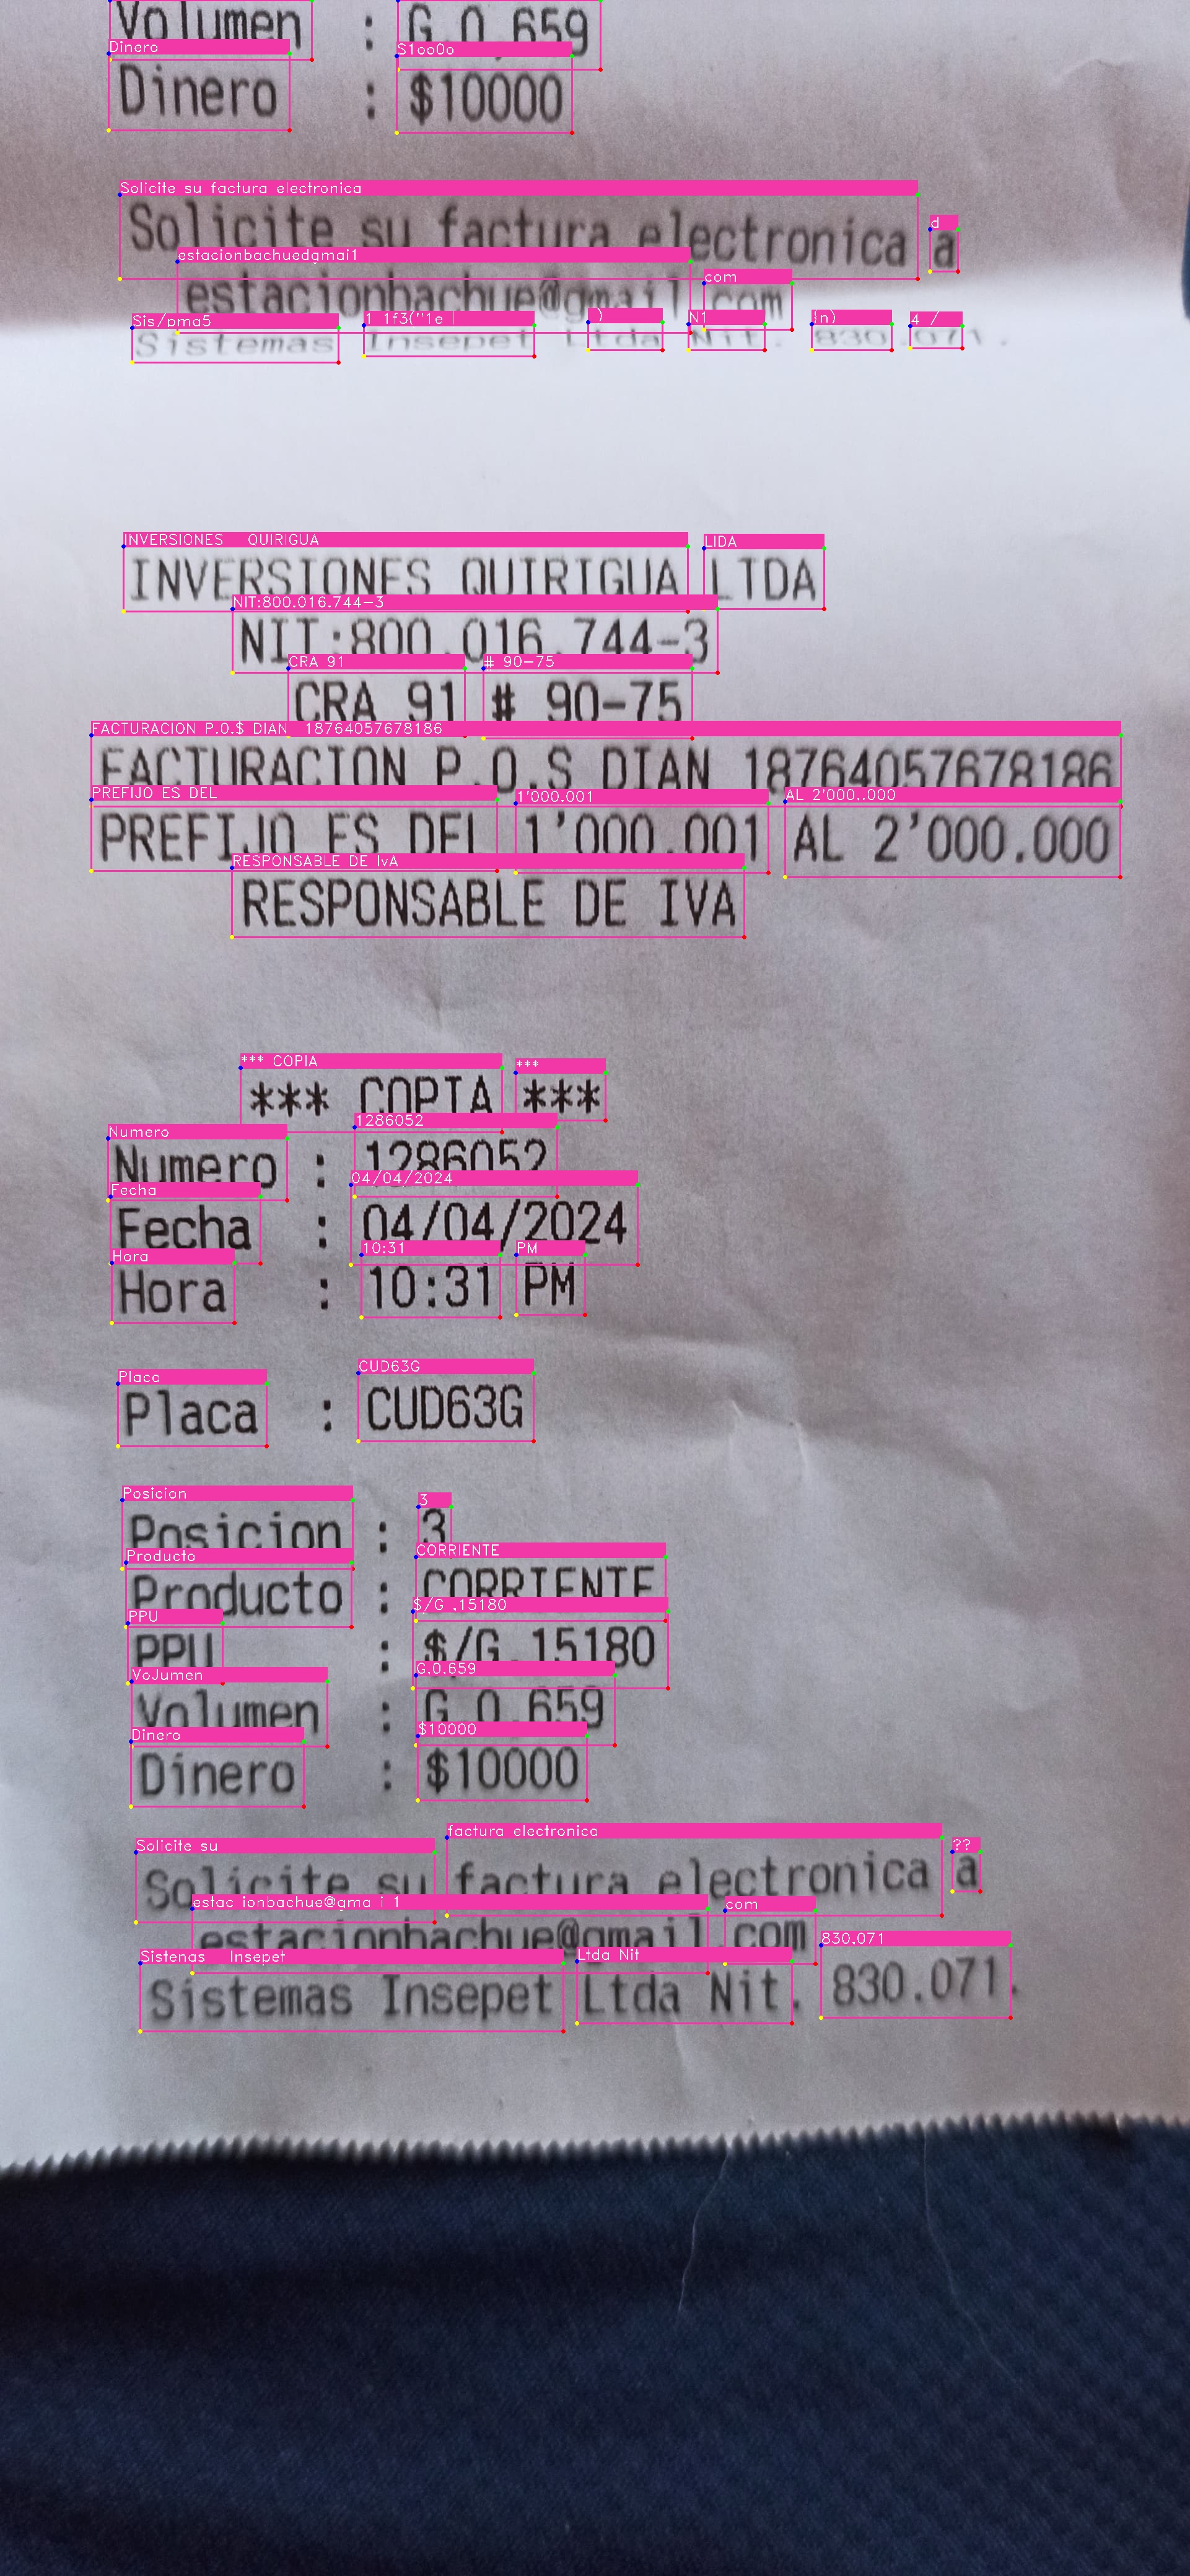 Volumen : G.0.659
Dinero : $10000
Solicite su factura electronica a
estacionbachue@gmail.com
Sistemas Insepet Ltda Nit. 830.071.
INVERSIONES QUIRIGUA LTDA
NIT:800.016.744-3
CRA 91 # 90-75
FACTURACION P.O.S DIAN 18764057678186
PREFIJO ES DEL 1'000.001 AL 2'000.000
RESPONSABLE DE IVA
*** COPIA ***
Numero : 1286052
Fecha : 04/04/2024
Hora : 10:31 PM
Placa : CUD63G
Posicion : 3
Producto : CORRIENTE
PPU : $/G.15180
Volumen : G.0.659
Dinero : $10000
Solicite su factura electronica a
estacionbachue@gmail.com
Sistemas Insepet Ltda Nit. 830.071.